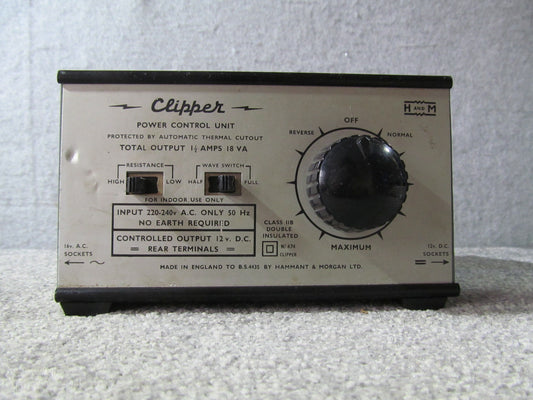 Clipper
H AND M
POWER CONTROL UNIT
PROTECTED BY AUTOMATIC THERMAL CUTOUT
TOTAL OUTPUT 1½ AMPS 18 VA
OFF
REVERSE
NORMAL
RESISTANCE
WAVE SWITCH
HIGH
LOW
HALF
FULL
FOR INDOOR USE ONLY
INPUT 220-240v A.C. ONLY 50 Hz
NO EARTH REQUIRED
CONTROLLED OUTPUT 12 v. D.C.
REAR TERMINALS
CLASS IIB
DOUBLE
INSULATED
CLIPPER
MAXIMUM
16v. A.C.
SOCKETS
12v. D.C.
SOCKETS
MADE IN ENGLAND TO B.S.4435 BY HAMMANT & MORGAN LTD.